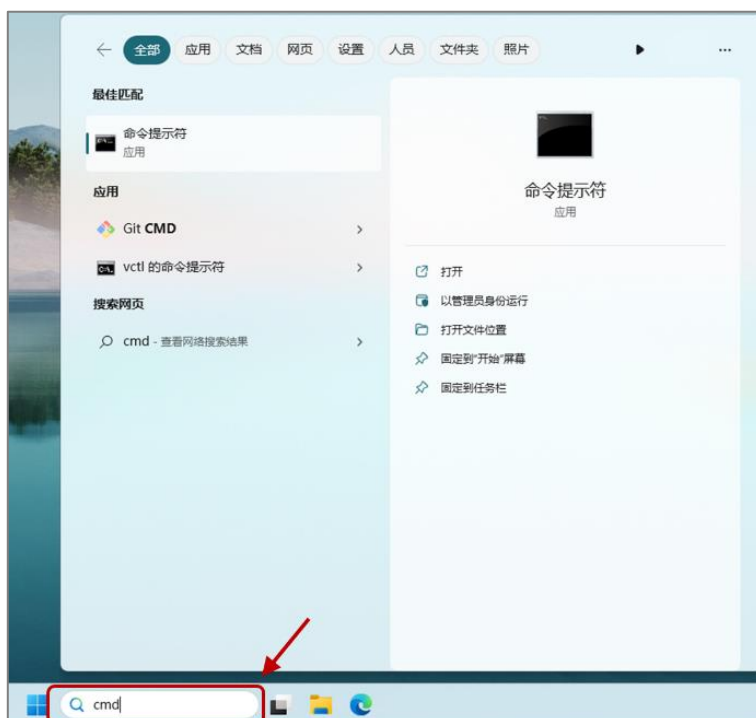 全部 应用 文档 网页 设置 人员 文件夹 照片 ...
最佳匹配
命令提示符
应用
应用
Git CMD
vctl 的命令提示符
搜索网页
cmd - 查看网络搜索结果
命令提示符
应用
打开
以管理员身份运行
打开文件位置
固定到"开始"屏幕
固定到任务栏
cmd